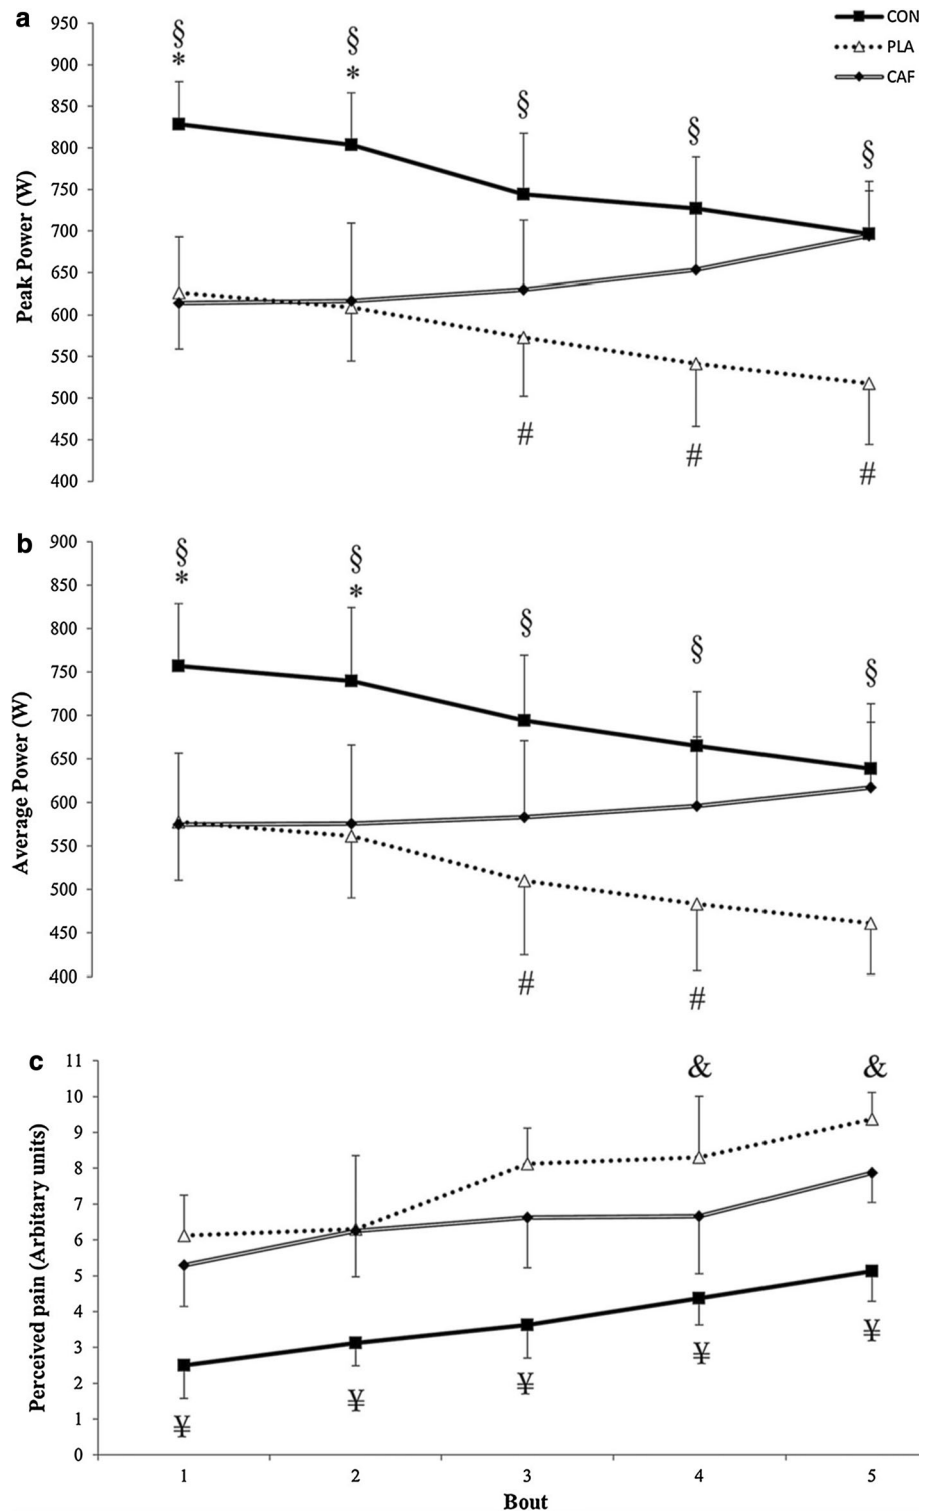 a
CON
PLA
CAF
950
900
850
800
750
700
650
600
550
500
450
400
Peak Power (W)
§ § § § §
* *
# # #
b
900
850
800
750
700
650
600
550
500
450
400
Average Power (W)
§ § § § §
* *
# #
c
11
10
9
8
7
6
5
4
3
2
1
0
Perceived pain (Arbitary units)
& &
¥ ¥ ¥ ¥ ¥
1 2 3 4 5
Bout